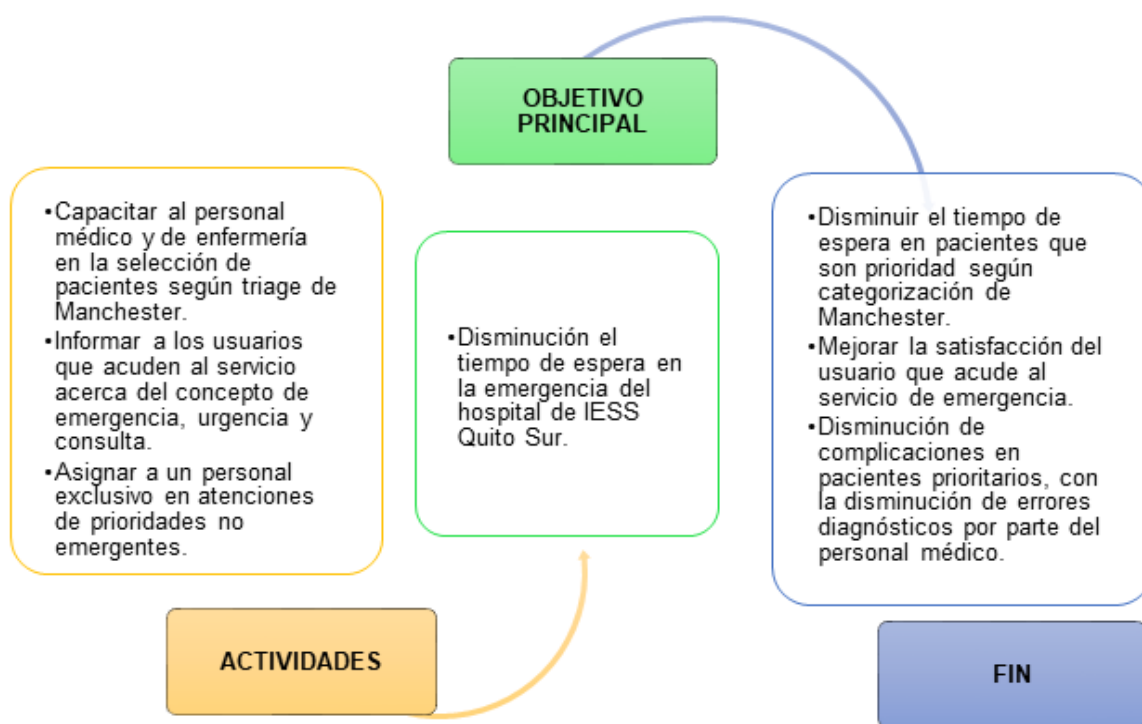 OBJETIVO
PRINCIPAL
•Capacitar al personal
médico y de enfermería
en la selección de
pacientes según triage de
Manchester.
•Informar a los usuarios
que acuden al servicio
acerca del concepto de
emergencia, urgencia y
consulta.
•Asignar a un personal
exclusivo en atenciones
de prioridades no
emergentes.
•Disminución el
tiempo de espera en
la emergencia del
hospital de IESS
Quito Sur.
•Disminuir el tiempo de
espera en pacientes que
son prioridad según
categorización de
Manchester.
•Mejorar la satisfacción del
usuario que acude al
servicio de emergencia.
•Disminución de
complicaciones en
pacientes prioritarios, con
la disminución de errores
diagnósticos por parte del
personal médico.
ACTIVIDADES
FIN